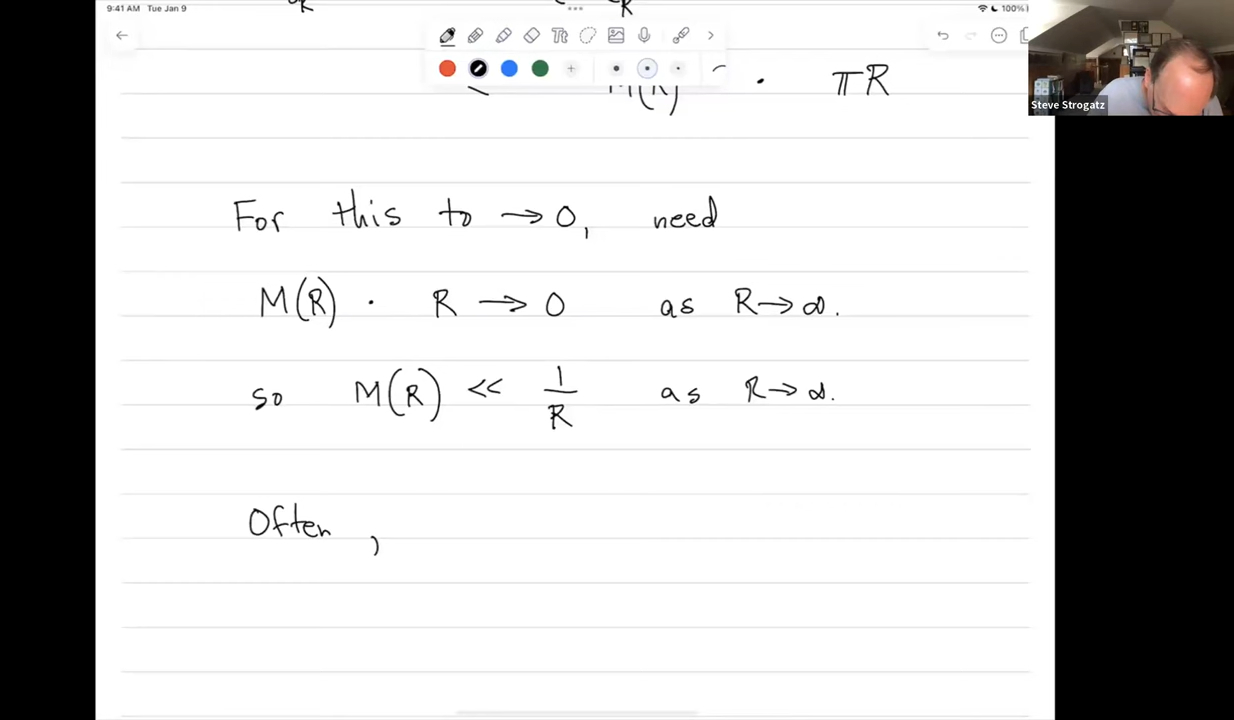 9:41 AM Tue Jan 9
100%
Tt
M(R) · πR
Steve Strogatz
For this to → 0, need
M(R) · R → 0 as R → ∞.
so M(R) << 1/R as R → ∞.
Often ,